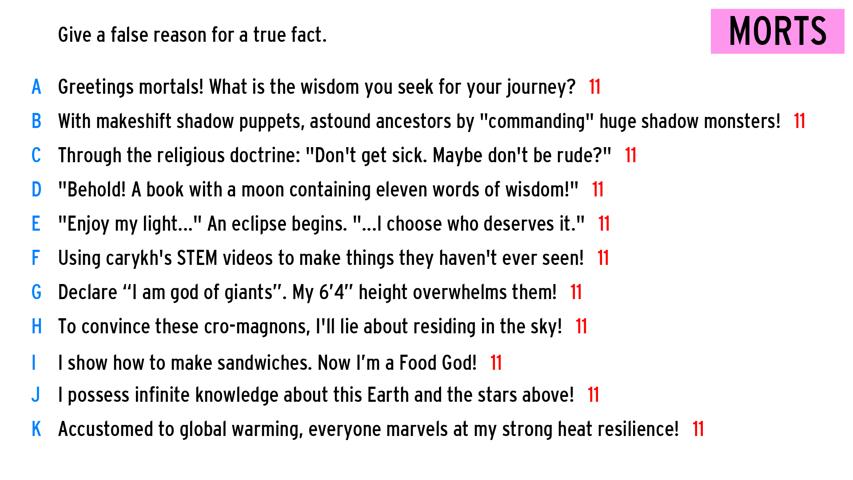 Give a false reason for a true fact.
MORTS
A Greetings mortals! What is the wisdom you seek for your journey? 11
B With makeshift shadow puppets, astound ancestors by "commanding" huge shadow monsters! 11
C Through the religious doctrine: "Don't get sick. Maybe don't be rude?" 11
D "Behold! A book with a moon containing eleven words of wisdom!" 11
E "Enjoy my light..." An eclipse begins. "...I choose who deserves it." 11
F Using carykh's STEM videos to make things they haven't ever seen! 11
G Declare “I am god of giants”. My 6’4” height overwhelms them! 11
H To convince these cro-magnons, I'll lie about residing in the sky! 11
I I show how to make sandwiches. Now I’m a Food God! 11
J I possess infinite knowledge about this Earth and the stars above! 11
K Accustomed to global warming, everyone marvels at my strong heat resilience! 11